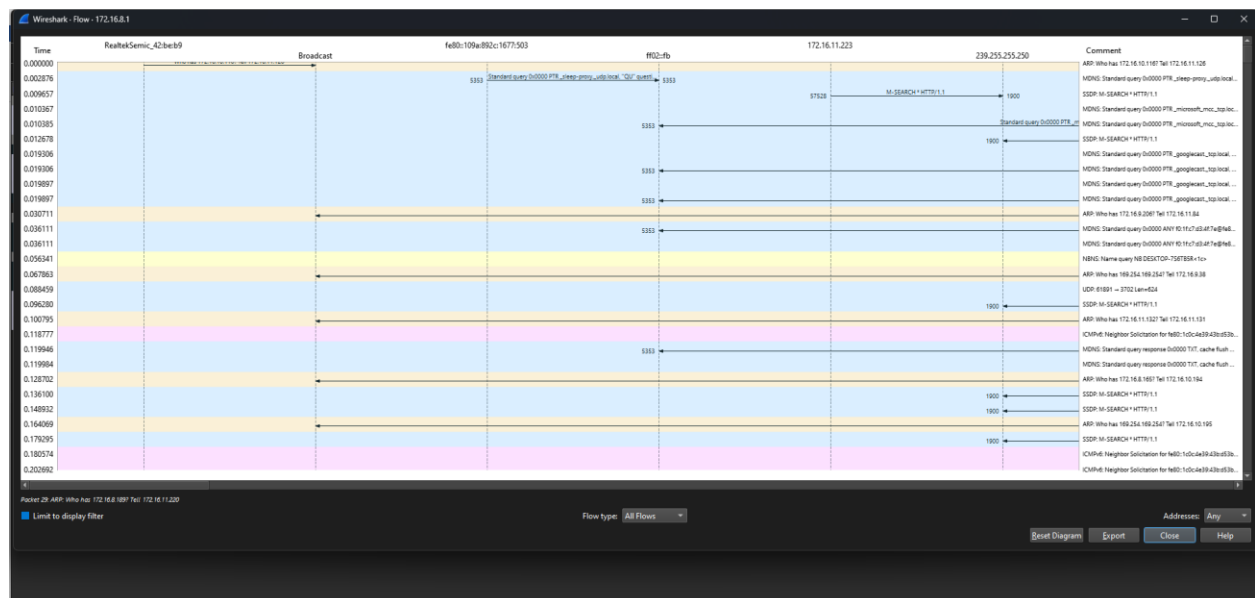 Wireshark - Flow - 172.16.8.1
Time RealtekSemic_42:be:b9 Broadcast fe80::109a:892c:1677:503 ff02::fb 172.16.11.223 239.255.255.250 Comment
0.000000 ARP: Who has 172.16.10.116? Tell 172.16.11.126
0.002876 5353 Standard query 0x0000 PTR _sleep-proxy._udp.local, "QU" questi... 5353 MDNS: Standard query 0x0000 PTR _sleep-proxy._udp.local...
0.009657 57528 M-SEARCH * HTTP/1.1 1900 SSDP: M-SEARCH * HTTP/1.1
0.010367 MDNS: Standard query 0x0000 PTR _microsoft_mcc._tcp.loc...
0.010385 5353 Standard query 0x0000 PTR _m MDNS: Standard query 0x0000 PTR _microsoft_mcc._tcp.loc...
0.012678 1900 SSDP: M-SEARCH * HTTP/1.1
0.019306 MDNS: Standard query 0x0000 PTR _googlecast._tcp.local, ...
0.019306 5353 MDNS: Standard query 0x0000 PTR _googlecast._tcp.local, ...
0.019897 MDNS: Standard query 0x0000 PTR _googlecast._tcp.local, ...
0.019897 5353 MDNS: Standard query 0x0000 PTR _googlecast._tcp.local, ...
0.030711 ARP: Who has 172.16.9.206? Tell 172.16.11.84
0.036111 5353 MDNS: Standard query 0x0000 ANY f0:1f:c7:d3:4f:7e@fe8...
0.036111 MDNS: Standard query 0x0000 ANY f0:1f:c7:d3:4f:7e@fe8...
0.056341 NBNS: Name query NB DESKTOP-7S6TBSR<1c>
0.067863 ARP: Who has 169.254.169.254? Tell 172.16.9.38
0.088459 UDP: 61891 → 3702 Len=624
0.096280 1900 SSDP: M-SEARCH * HTTP/1.1
0.100795 ARP: Who has 172.16.11.132? Tell 172.16.11.131
0.118777 ICMPv6: Neighbor Solicitation for fe80::1c0c:4e39:43bd:53b...
0.119946 5353 MDNS: Standard query response 0x0000 TXT, cache flush ...
0.119984 MDNS: Standard query response 0x0000 TXT, cache flush ...
0.128702 ARP: Who has 172.16.8.165? Tell 172.16.10.194
0.136100 1900 SSDP: M-SEARCH * HTTP/1.1
0.148932 1900 SSDP: M-SEARCH * HTTP/1.1
0.164069 ARP: Who has 169.254.169.254? Tell 172.16.10.195
0.179295 1900 SSDP: M-SEARCH * HTTP/1.1
0.180574 ICMPv6: Neighbor Solicitation for fe80::1c0c:4e39:43bd:53b...
0.202692 ICMPv6: Neighbor Solicitation for fe80::1c0c:4e39:43bd:53b...
Packet 29: ARP: Who has 172.16.8.189? Tell 172.16.11.220
Limit to display filter Flow type: All Flows Addresses: Any
Reset Diagram Export Close Help